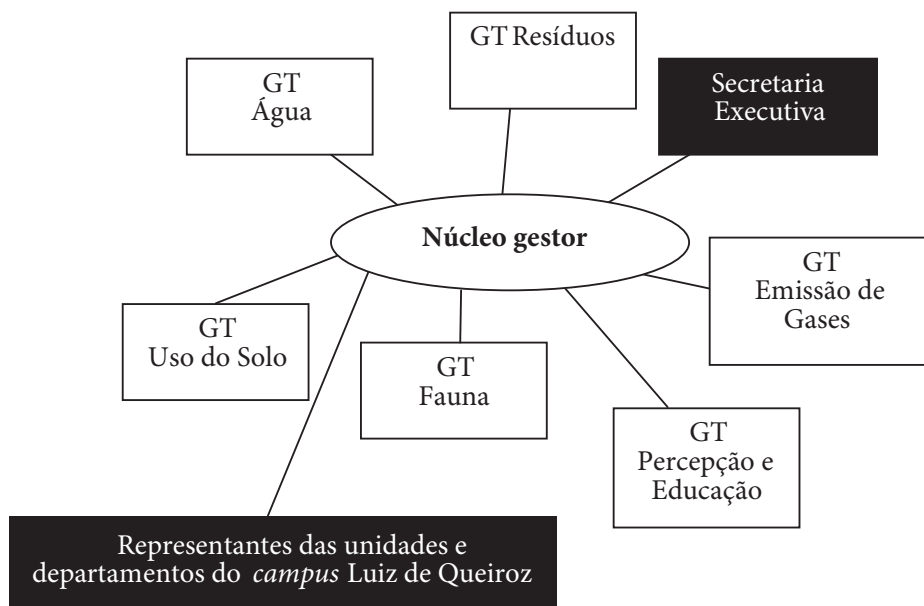 GT Resíduos
GT
Água
Secretaria
Executiva
Núcleo gestor
GT
Emissão de
Gases
GT
Uso do Solo
GT
Fauna
GT
Percepção e
Educação
Representantes das unidades e
departamentos do campus Luiz de Queiroz